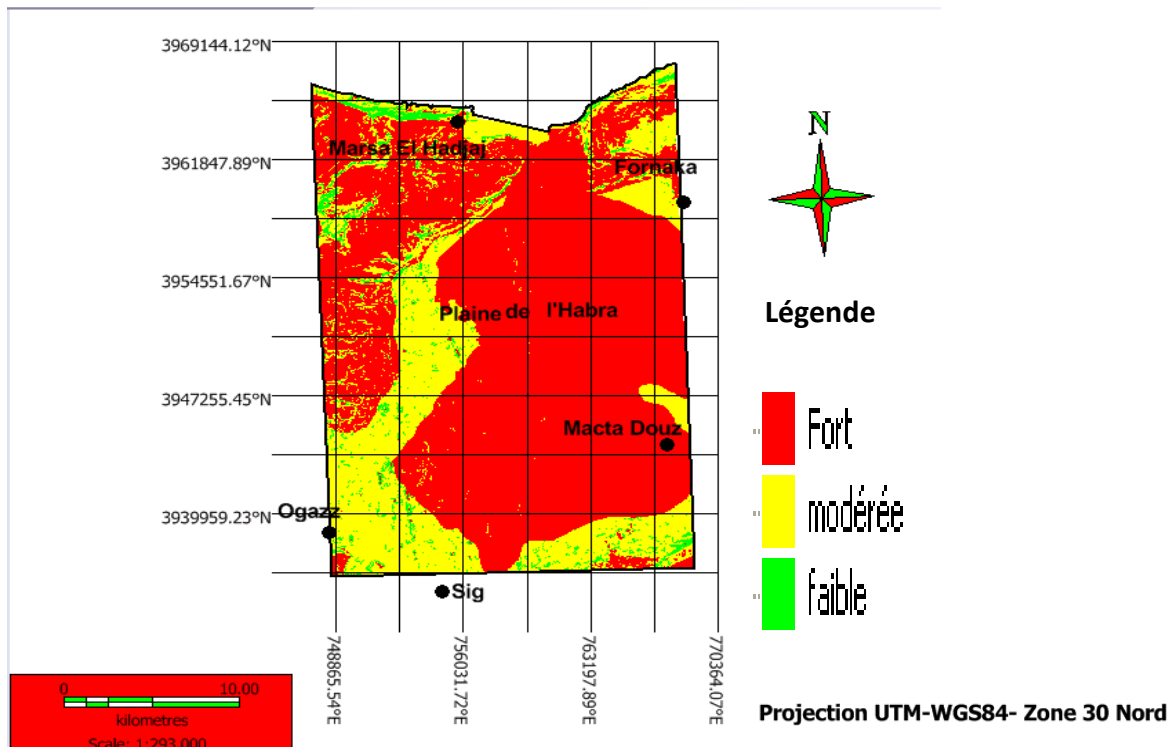 3969144.12°N
N
Marsa El Hadjaj
3961847.89°N
Fornaka
3954551.67°N
Plaine de l'Habra
Légende
3947255.45°N
Fort
Macta Douz
modérée
Ogazz
3939959.23°N
faible
Sig
748865.54°E
756031.72°E
763197.89°E
770364.07°E
0 10.00
kilometres
Scale: 1:293,000
Projection UTM-WGS84- Zone 30 Nord